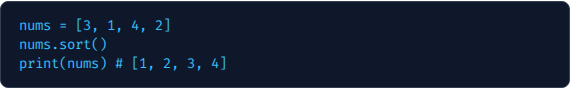 nums = [3, 1, 4, 2]
nums.sort()
print(nums) # [1, 2, 3, 4]